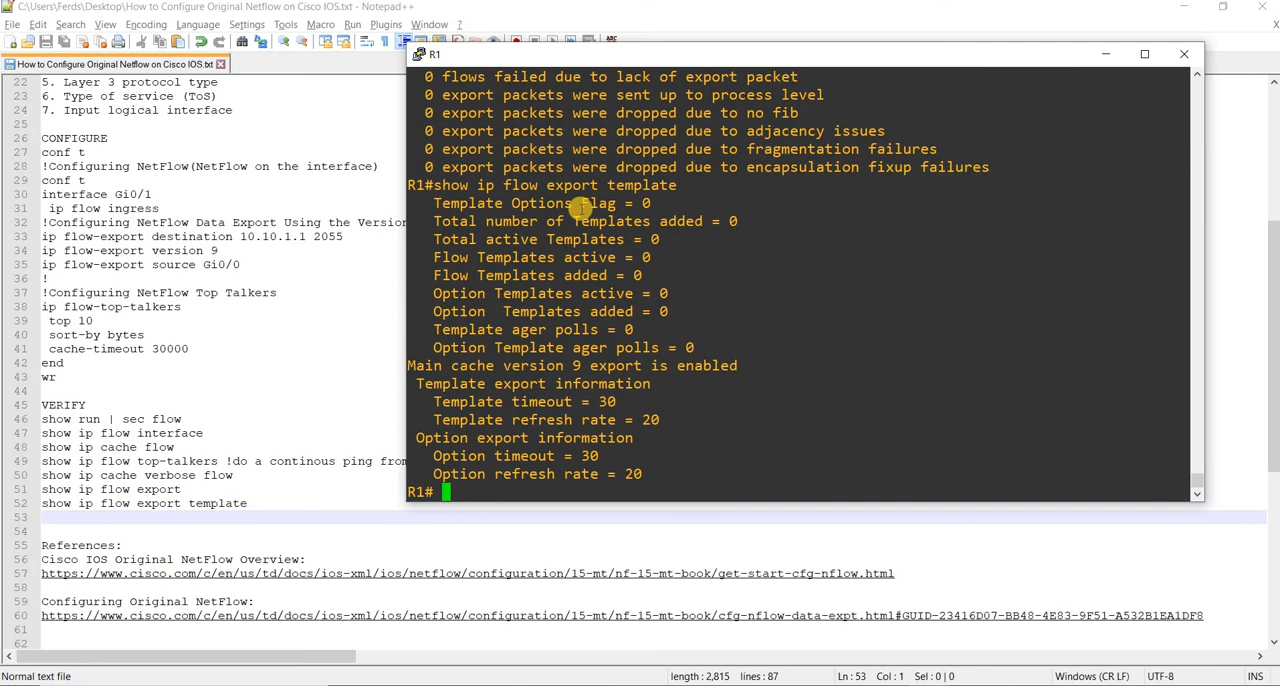 C:\Users\Ferds\Desktop\How to Configure Original Netflow on Cisco IOS.txt - Notepad++
File Edit Search View Encoding Language Settings Tools Macro Run Plugins Window ?
How to Configure Original Netflow on Cisco IOS.txt
22 5. Layer 3 protocol type
23 6. Type of service (ToS)
24 7. Input logical interface
25
26 CONFIGURE
27 conf t
28 !Configuring NetFlow(NetFlow on the interface)
29 conf t
30 interface Gi0/1
31 ip flow ingress
32 !Configuring NetFlow Data Export Using the Version
33 ip flow-export destination 10.10.1.1 2055
34 ip flow-export version 9
35 ip flow-export source Gi0/0
36 !
37 !Configuring NetFlow Top Talkers
38 ip flow-top-talkers
39 top 10
40 sort-by bytes
41 cache-timeout 30000
42 end
43 wr
44
45 VERIFY
46 show run | sec flow
47 show ip flow interface
48 show ip cache flow
49 show ip flow top-talkers !do a continous ping from
50 show ip cache verbose flow
51 show ip flow export
52 show ip flow export template
53
54
55 References:
56 Cisco IOS Original NetFlow Overview:
57 https://www.cisco.com/c/en/us/td/docs/ios-xml/ios/netflow/configuration/15-mt/nf-15-mt-book/get-start-cfg-nflow.html
58
59 Configuring Original NetFlow:
60 https://www.cisco.com/c/en/us/td/docs/ios-xml/ios/netflow/configuration/15-mt/nf-15-mt-book/cfg-nflow-data-expt.html#GUID-23416D07-BB48-4E83-9F51-A532B1EA1DF8
61
62
R1
0 flows failed due to lack of export packet
0 export packets were sent up to process level
0 export packets were dropped due to no fib
0 export packets were dropped due to adjacency issues
0 export packets were dropped due to fragmentation failures
0 export packets were dropped due to encapsulation fixup failures
R1#show ip flow export template
Template Options Flag = 0
Total number of Templates added = 0
Total active Templates = 0
Flow Templates active = 0
Flow Templates added = 0
Option Templates active = 0
Option  Templates added = 0
Template ager polls = 0
Option Template ager polls = 0
Main cache version 9 export is enabled
Template export information
Template timeout = 30
Template refresh rate = 20
Option export information
Option timeout = 30
Option refresh rate = 20
R1#
Normal text file length : 2,815 lines : 87 Ln : 53 Col : 1 Sel : 0 | 0 Windows (CR LF) UTF-8 INS